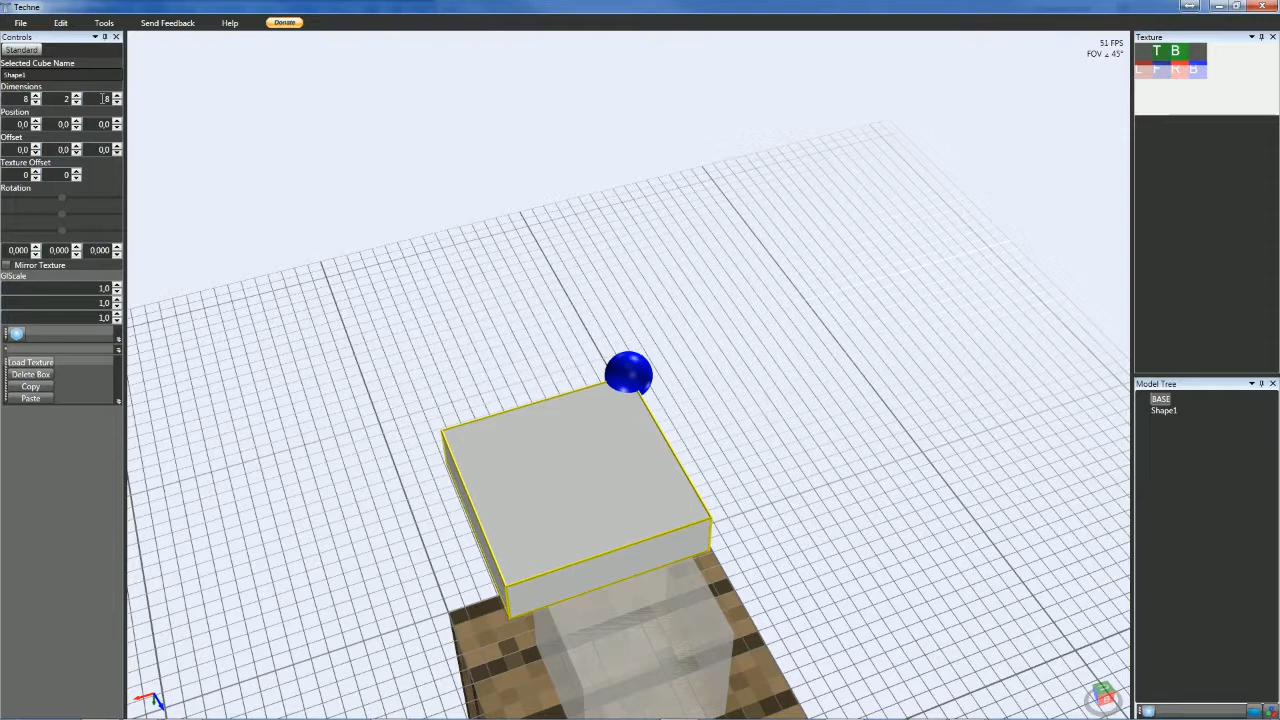 Techne
File Edit Tools Send Feedback Help Donate
Controls
Standard
Selected Cube Name
Shape1
Dimensions
8 2 8
Position
0,0 0,0 0,0
Offset
0,0 0,0 0,0
Texture Offset
0 0
Rotation
0,000 0,000 0,000
Mirror Texture
GlScale
1,0
1,0
1,0
Load Texture
Delete Box
Copy
Paste
51 FPS
FOV ∠ 45°
Texture
T B
L F R B
Model Tree
BASE
Shape1